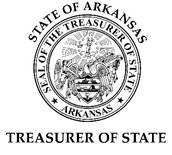 STATE OF ARKANSAS
SEAL OF THE TREASURER OF STATE
ARKANSAS
TREASURER OF STATE